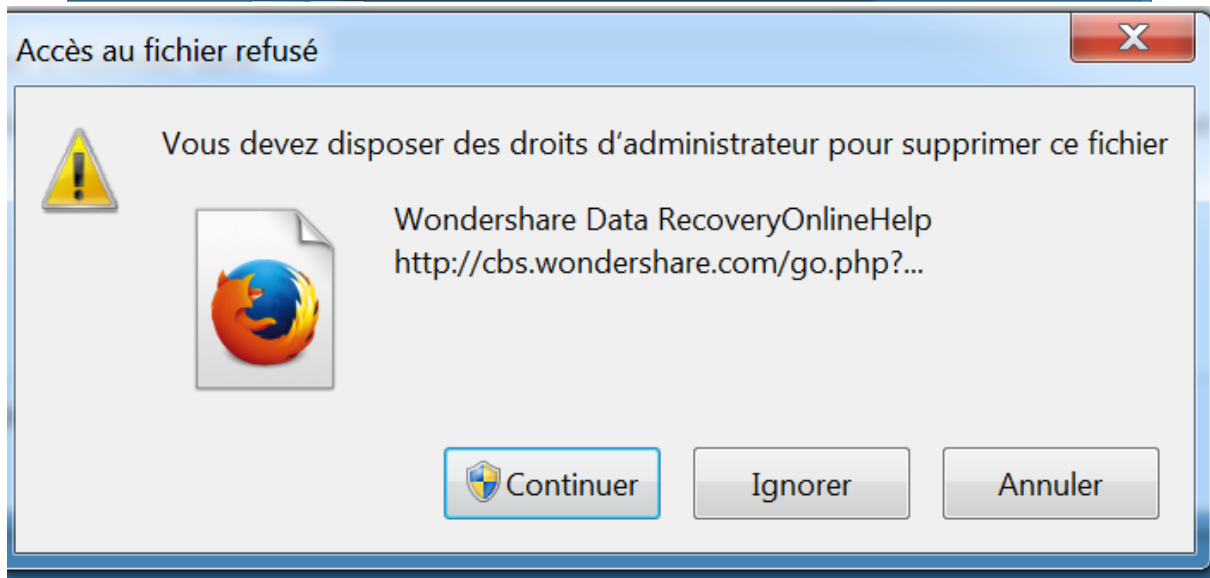 Accès au fichier refusé
Vous devez disposer des droits d’administrateur pour supprimer ce fichier
Wondershare Data RecoveryOnlineHelp
http://cbs.wondershare.com/go.php?...
Continuer
Ignorer
Annuler